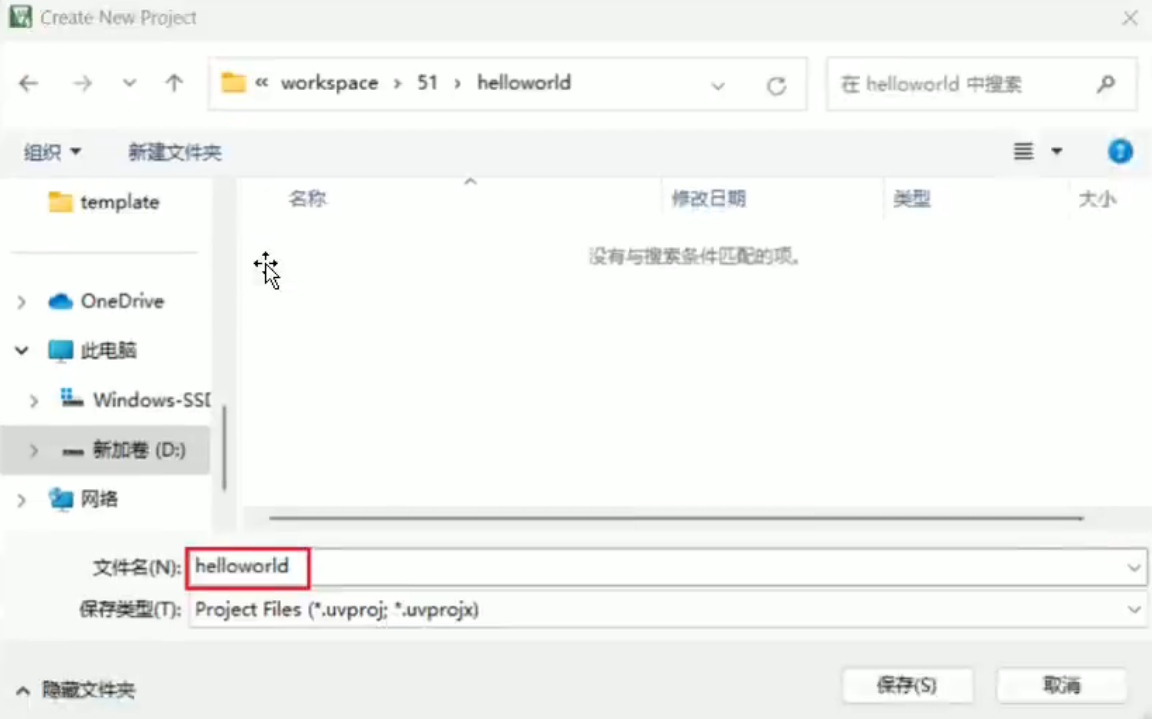 Create New Project
« workspace › 51 › helloworld
在 helloworld 中搜索
组织 新建文件夹
名称 修改日期 类型 大小
template
没有与搜索条件匹配的项。
OneDrive
此电脑
Windows-SSD
新加卷 (D:)
网络
文件名(N): helloworld
保存类型(T): Project Files (*.uvproj; *.uvprojx)
隐藏文件夹
保存(S) 取消